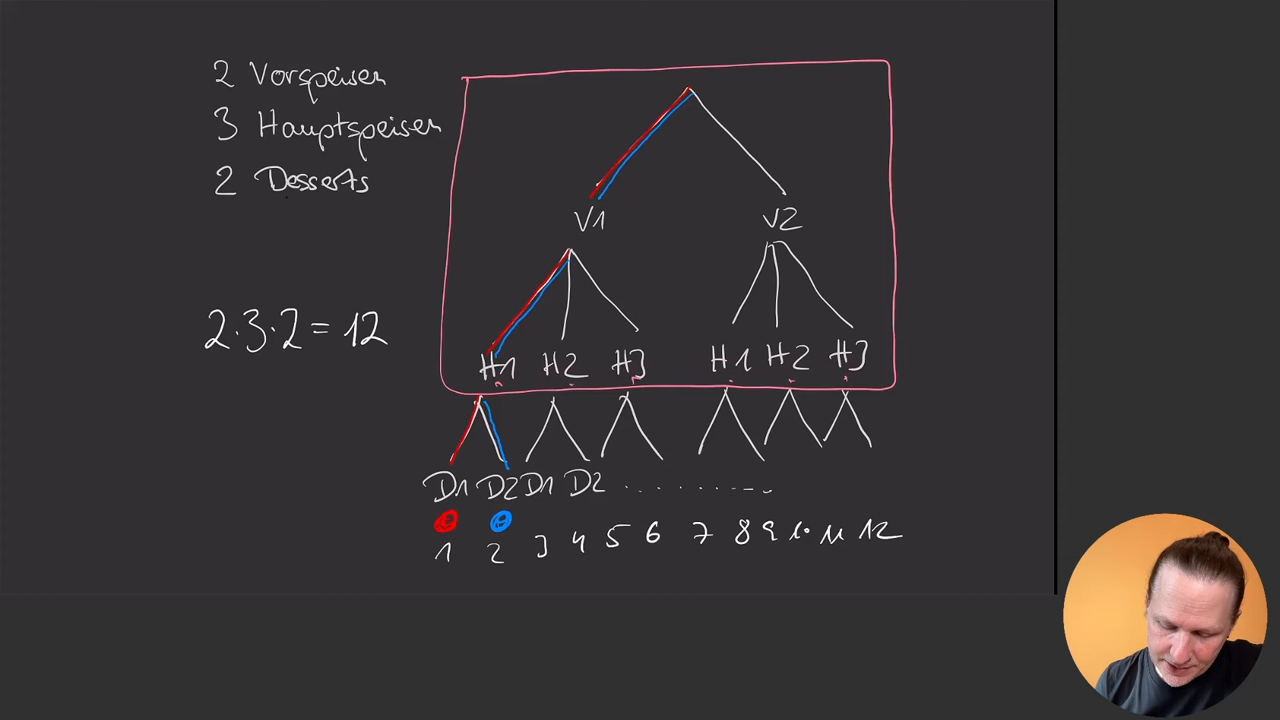 2 Vorspeisen
3 Hauptspeisen
2 Desserts
2·3·2 = 12
V1 V2
H1 H2 H3 H1 H2 H3
D1 D2 D1 D2 . . . . . . . . .
1 2 3 4 5 6 7 8 9 10 11 12